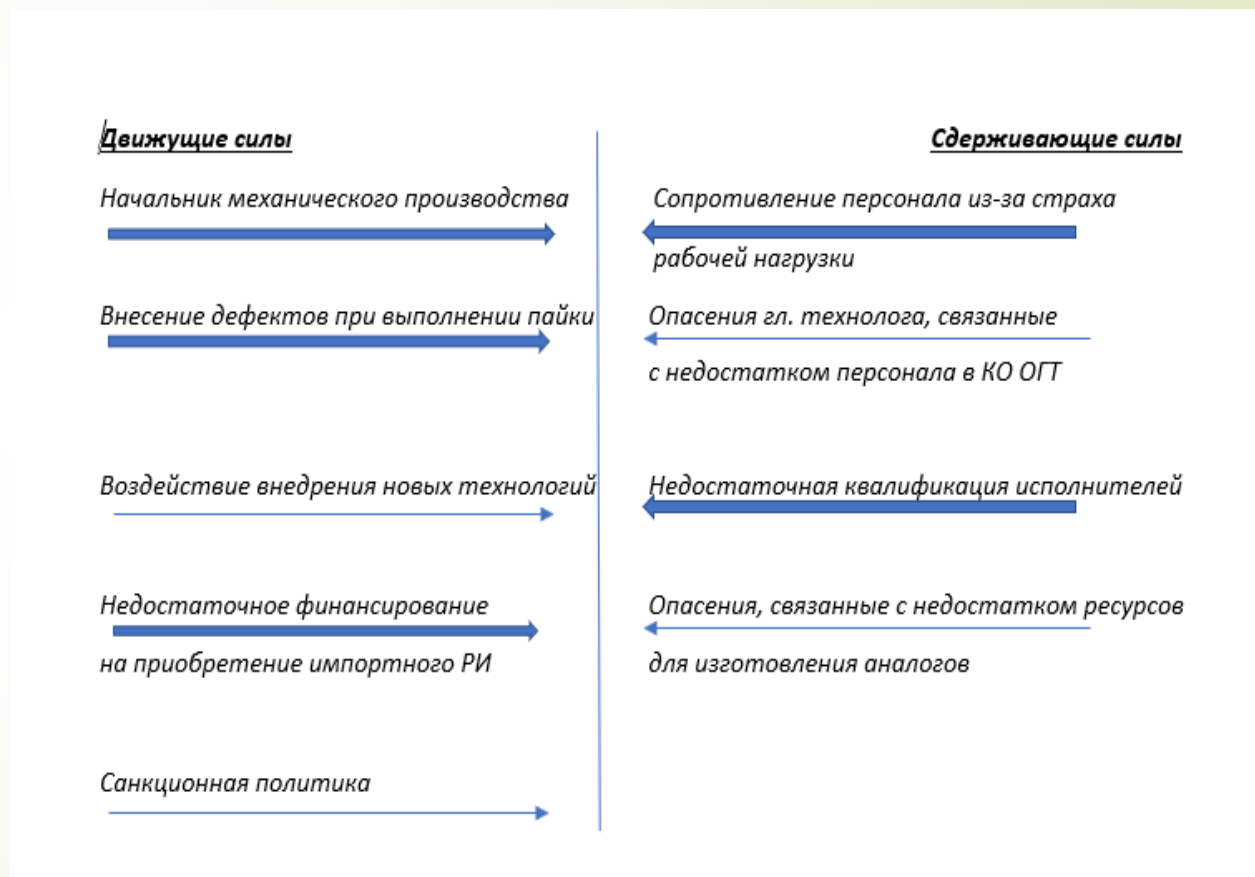 Движущие силы
Сдерживающие силы
Начальник механического производства
Сопротивление персонала из-за страха
рабочей нагрузки
Внесение дефектов при выполнении пайки
Опасения гл. технолога, связанные
с недостатком персонала в КО ОГТ
Воздействие внедрения новых технологий
Недостаточная квалификация исполнителей
Недостаточное финансирование
на приобретение импортного РИ
Опасения, связанные с недостатком ресурсов
для изготовления аналогов
Санкционная политика